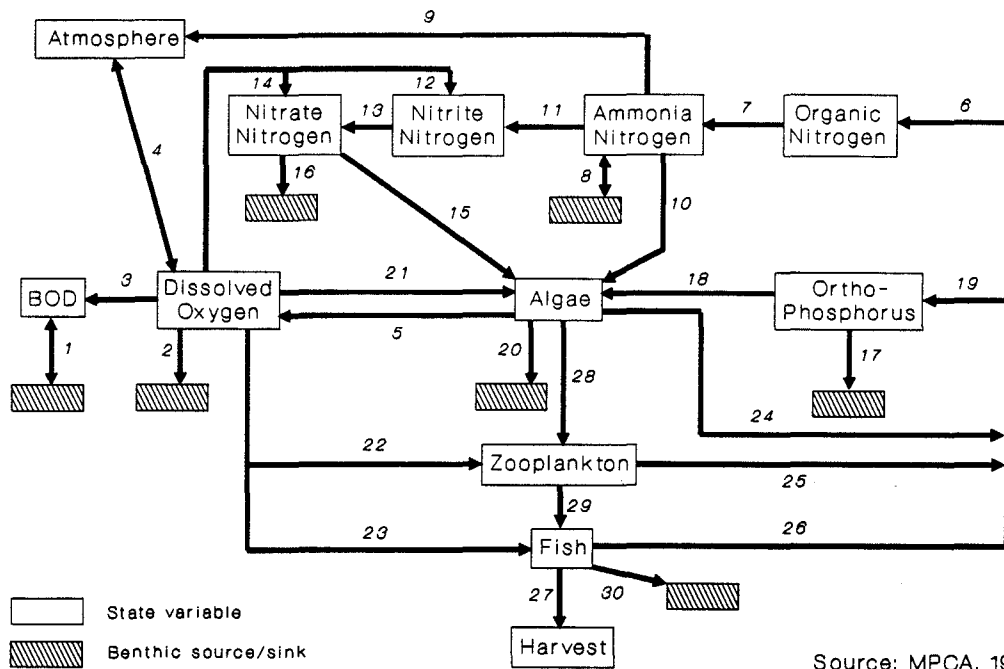 9
Atmosphere
14
12
6
Nitrate
Nitrogen
13
Nitrite
Nitrogen
11
Ammonia
Nitrogen
7
Organic
Nitrogen
4
16
8
15
10
3
21
18
19
BOD
Dissolved
Oxygen
Algae
Ortho-
Phosphorus
5
1
2
20
28
17
24
22
Zooplankton
25
29
23
Fish
26
27
30
State variable
Harvest
Benthic source/sink
Source: MPCA,